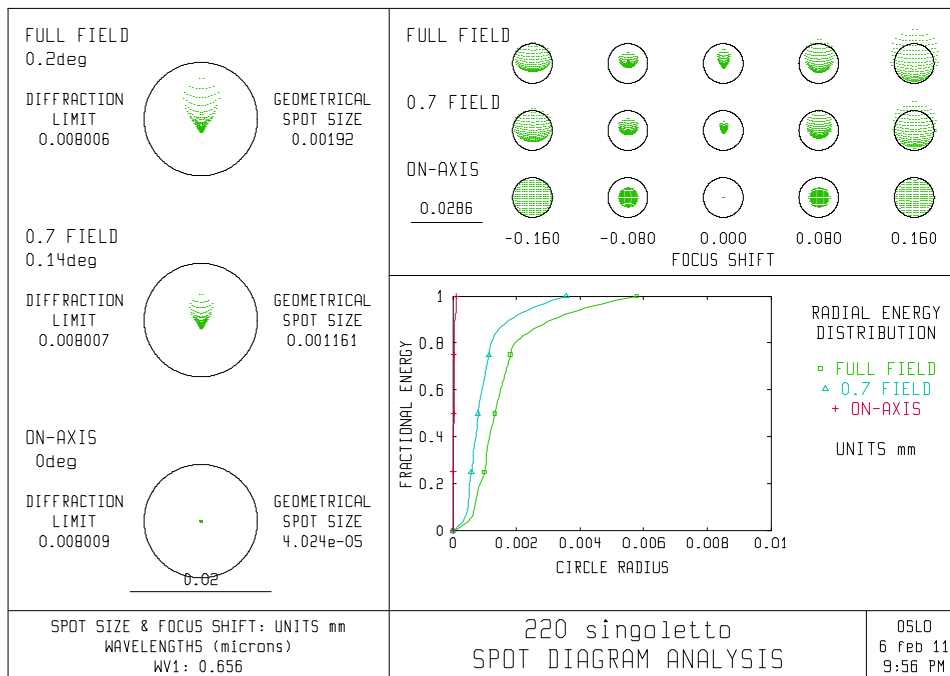 FULL FIELD
0.2deg
DIFFRACTION
LIMIT
0.008006
GEOMETRICAL
SPOT SIZE
0.00192
0.7 FIELD
0.14deg
DIFFRACTION
LIMIT
0.008007
GEOMETRICAL
SPOT SIZE
0.001161
ON-AXIS
0deg
DIFFRACTION
LIMIT
0.008009
GEOMETRICAL
SPOT SIZE
4.024e-05
0.02
FULL FIELD
0.7 FIELD
ON-AXIS
0.0286
-0.160 -0.080 0.000 0.080 0.160
FOCUS SHIFT
1
0.8
0.6
0.4
0.2
0
FRACTIONAL ENERGY
0 0.002 0.004 0.006 0.008 0.01
CIRCLE RADIUS
RADIAL ENERGY
DISTRIBUTION
FULL FIELD
0.7 FIELD
ON-AXIS
UNITS mm
SPOT SIZE & FOCUS SHIFT: UNITS mm
WAVELENGTHS (microns)
WV1: 0.656
220 singoletto
SPOT DIAGRAM ANALYSIS
OSLO
6 feb 11
9:56 PM